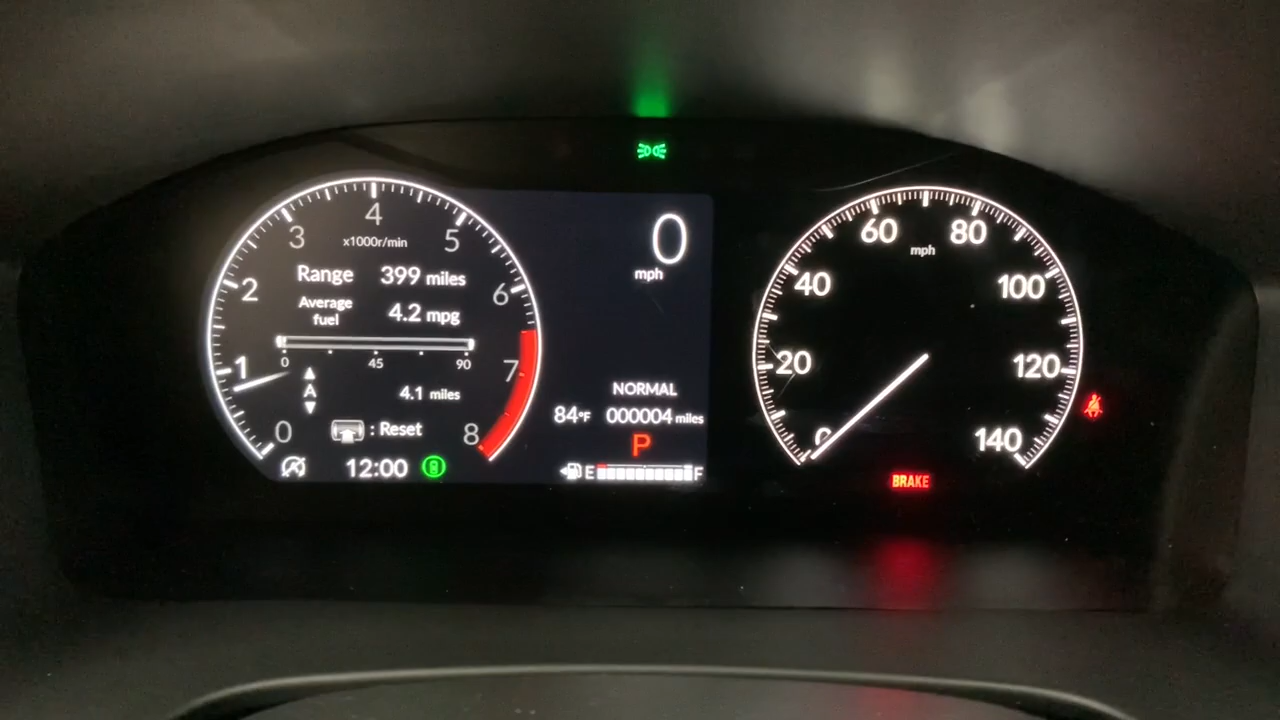 4
3
5
x1000r/min
2
6
Range 399 miles
Average
fuel 4.2 mpg
0 45 90
1
7
A
4.1 miles
0
: Reset
8
A
12:00
0
mph
NORMAL
84°F 000004 miles
P
E F
60 80
mph
40 100
20 120
0 140
BRAKE